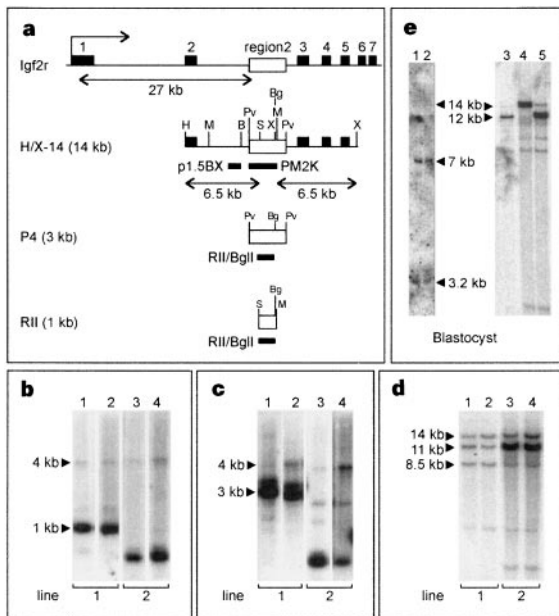 a
1 2 region2 3 4 5 6 7
Igf2r
27 kb
Bg
Pv M
H M B S X Pv X
H/X-14 (14 kb)
p1.5BX PM2K
6.5 kb 6.5 kb
Pv Bg Pv
P4 (3 kb)
RII/BglI
Bg
S M
RII (1 kb)
RII/BglI
e
1 2 3 4 5
14 kb
12 kb
7 kb
3.2 kb
Blastocyst
b
1 2 3 4
4 kb
1 kb
line 1 2
c
1 2 3 4
4 kb
3 kb
line 1 2
d
1 2 3 4
14 kb
11 kb
8.5 kb
line 1 2